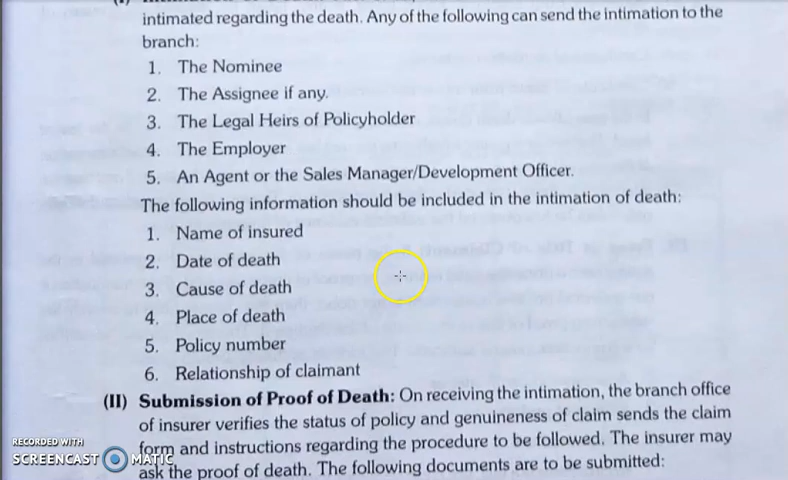 intimated regarding the death. Any of the following can send the intimation to the
branch:
1. The Nominee
2. The Assignee if any.
3. The Legal Heirs of Policyholder
4. The Employer
5. An Agent or the Sales Manager/Development Officer.
The following information should be included in the intimation of death:
1. Name of insured
2. Date of death
3. Cause of death
4. Place of death
5. Policy number
6. Relationship of claimant
(II) Submission of Proof of Death: On receiving the intimation, the branch office
of insurer verifies the status of policy and genuineness of claim sends the claim
form and instructions regarding the procedure to be followed. The insurer may
ask the proof of death. The following documents are to be submitted:
RECORDED WITH
SCREENCAST MATIC